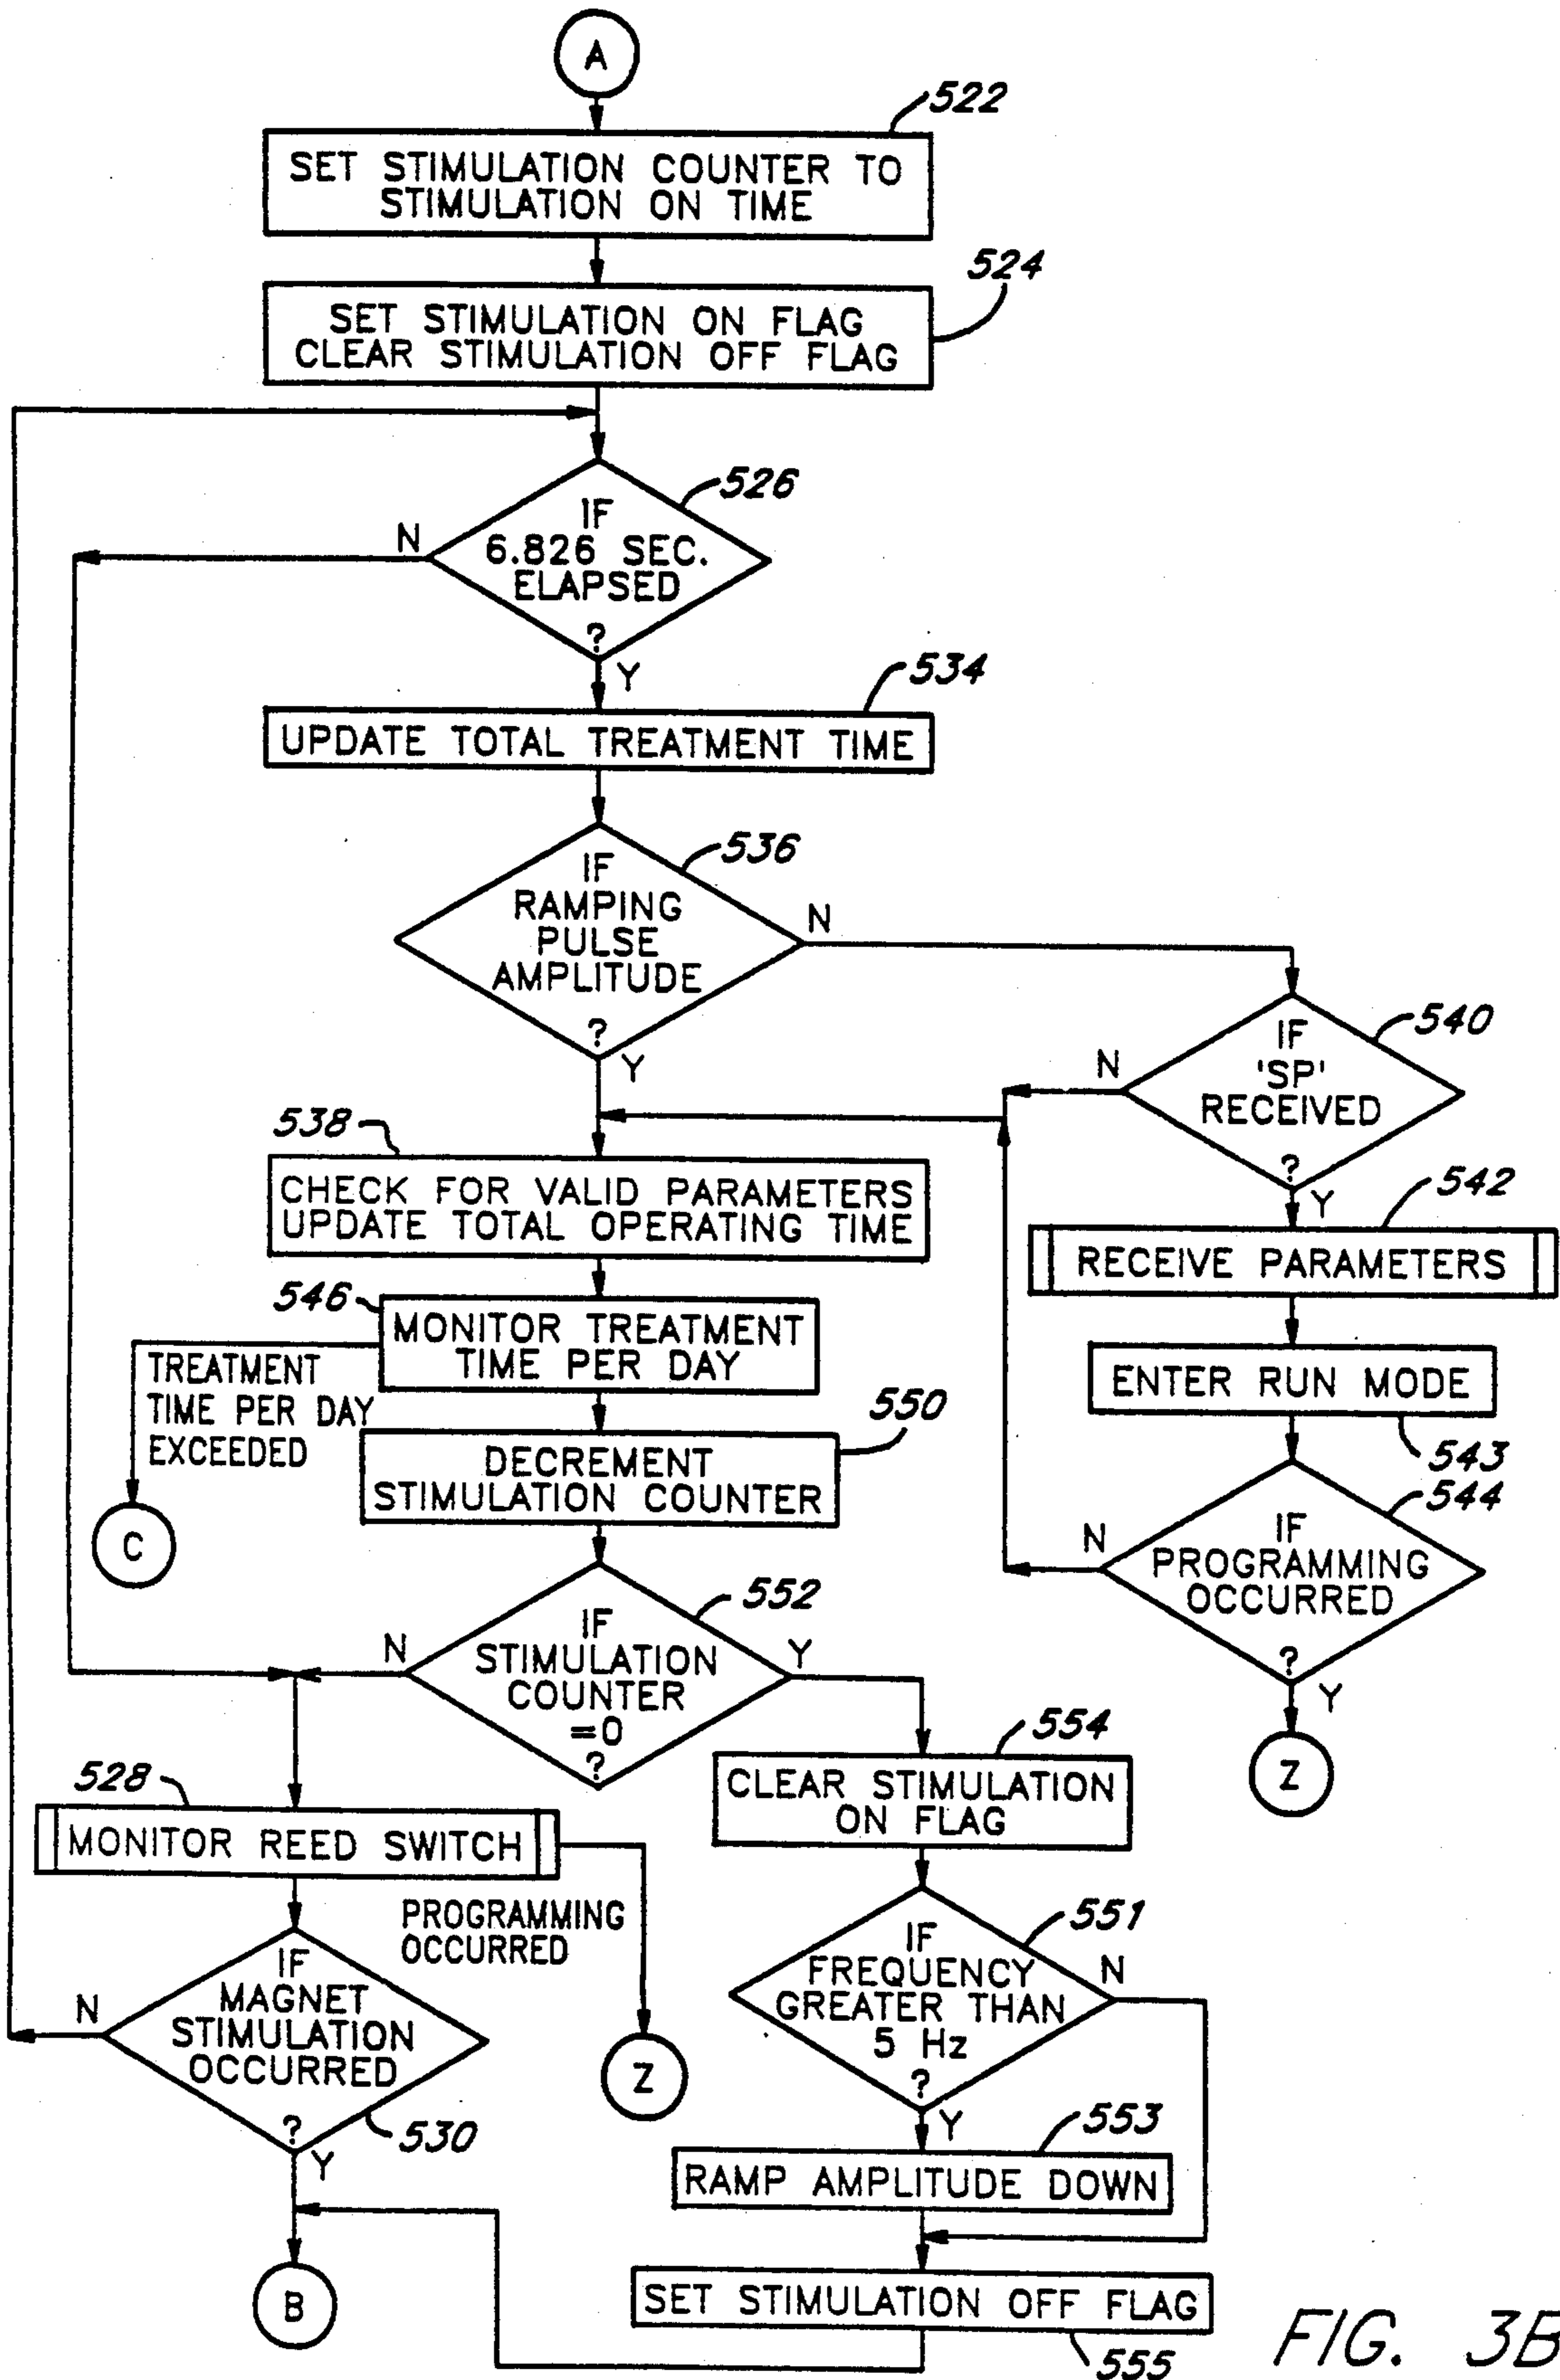 A
522
SET STIMULATION COUNTER TO
STIMULATION ON TIME
524
SET STIMULATION ON FLAG
CLEAR STIMULATION OFF FLAG
526
IF
6.826 SEC.
ELAPSED
?
N
Y
534
UPDATE TOTAL TREATMENT TIME
536
IF
RAMPING
PULSE
AMPLITUDE
?
N
Y
540
IF
'SP'
RECEIVED
?
N
Y
538
CHECK FOR VALID PARAMETERS
UPDATE TOTAL OPERATING TIME
542
RECEIVE PARAMETERS
546
MONITOR TREATMENT
TIME PER DAY
TREATMENT
TIME PER DAY
EXCEEDED
C
ENTER RUN MODE
543
550
DECREMENT
STIMULATION COUNTER
544
IF
PROGRAMMING
OCCURRED
?
N
Y
Z
552
IF
STIMULATION
COUNTER
=0
?
N
Y
554
CLEAR STIMULATION
ON FLAG
528
MONITOR REED SWITCH
PROGRAMMING
OCCURRED
Z
551
IF
FREQUENCY
GREATER THAN
5 Hz
?
N
Y
IF
MAGNET
STIMULATION
OCCURRED
?
N
Y
530
553
RAMP AMPLITUDE DOWN
B
SET STIMULATION OFF FLAG
555
FIG. 3B